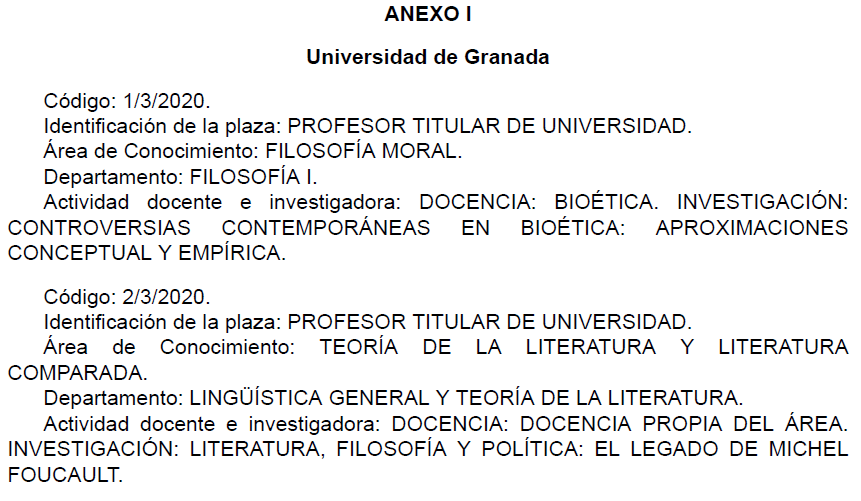 ANEXO I
Universidad de Granada
Código: 1/3/2020.
Identificación de la plaza: PROFESOR TITULAR DE UNIVERSIDAD.
Área de Conocimiento: FILOSOFÍA MORAL.
Departamento: FILOSOFÍA I.
Actividad docente e investigadora: DOCENCIA: BIOÉTICA. INVESTIGACIÓN:
CONTROVERSIAS CONTEMPORÁNEAS EN BIOÉTICA: APROXIMACIONES
CONCEPTUAL Y EMPÍRICA.
Código: 2/3/2020.
Identificación de la plaza: PROFESOR TITULAR DE UNIVERSIDAD.
Área de Conocimiento: TEORÍA DE LA LITERATURA Y LITERATURA
COMPARADA.
Departamento: LINGÜÍSTICA GENERAL Y TEORÍA DE LA LITERATURA.
Actividad docente e investigadora: DOCENCIA: DOCENCIA PROPIA DEL ÁREA.
INVESTIGACIÓN: LITERATURA, FILOSOFÍA Y POLÍTICA: EL LEGADO DE MICHEL
FOUCAULT.